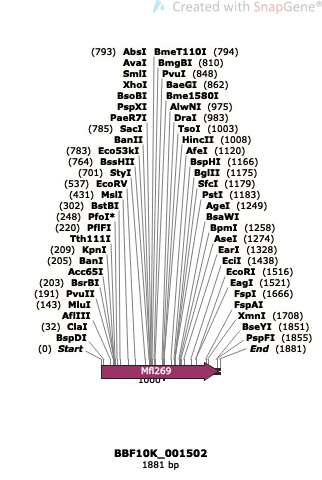 Created with SnapGene®
(793) AbsI BmeT110I (794)
AvaI BmgBI (810)
SmlI PvuI (848)
XhoI BaeGI (862)
BsoBI Bme1580I
PspXI AlwNI (975)
PaeR7I DraI (983)
(785) SacI TsoI (1003)
BanII HincII (1008)
(783) Eco53kI AfeI (1120)
(764) BssHII BspHI (1166)
(701) StyI BglII (1175)
(537) EcoRV SfcI (1179)
(431) MslI PstI (1183)
(302) BstBI AgeI (1249)
(248) PfoI* BsaWI
(220) PflFI BpmI (1258)
Tth111I AseI (1274)
(209) KpnI EarI (1328)
(205) BanI EciI (1438)
Acc65I EcoRI (1516)
(203) BsrBI EagI (1521)
(191) PvuII FspI (1666)
(143) MluI FspAI
AflIII XmnI (1708)
(32) ClaI BseYI (1851)
BspDI PspFI (1855)
(0) Start End (1881)
Mfl269
1000
BBF10K_001502
1881 bp